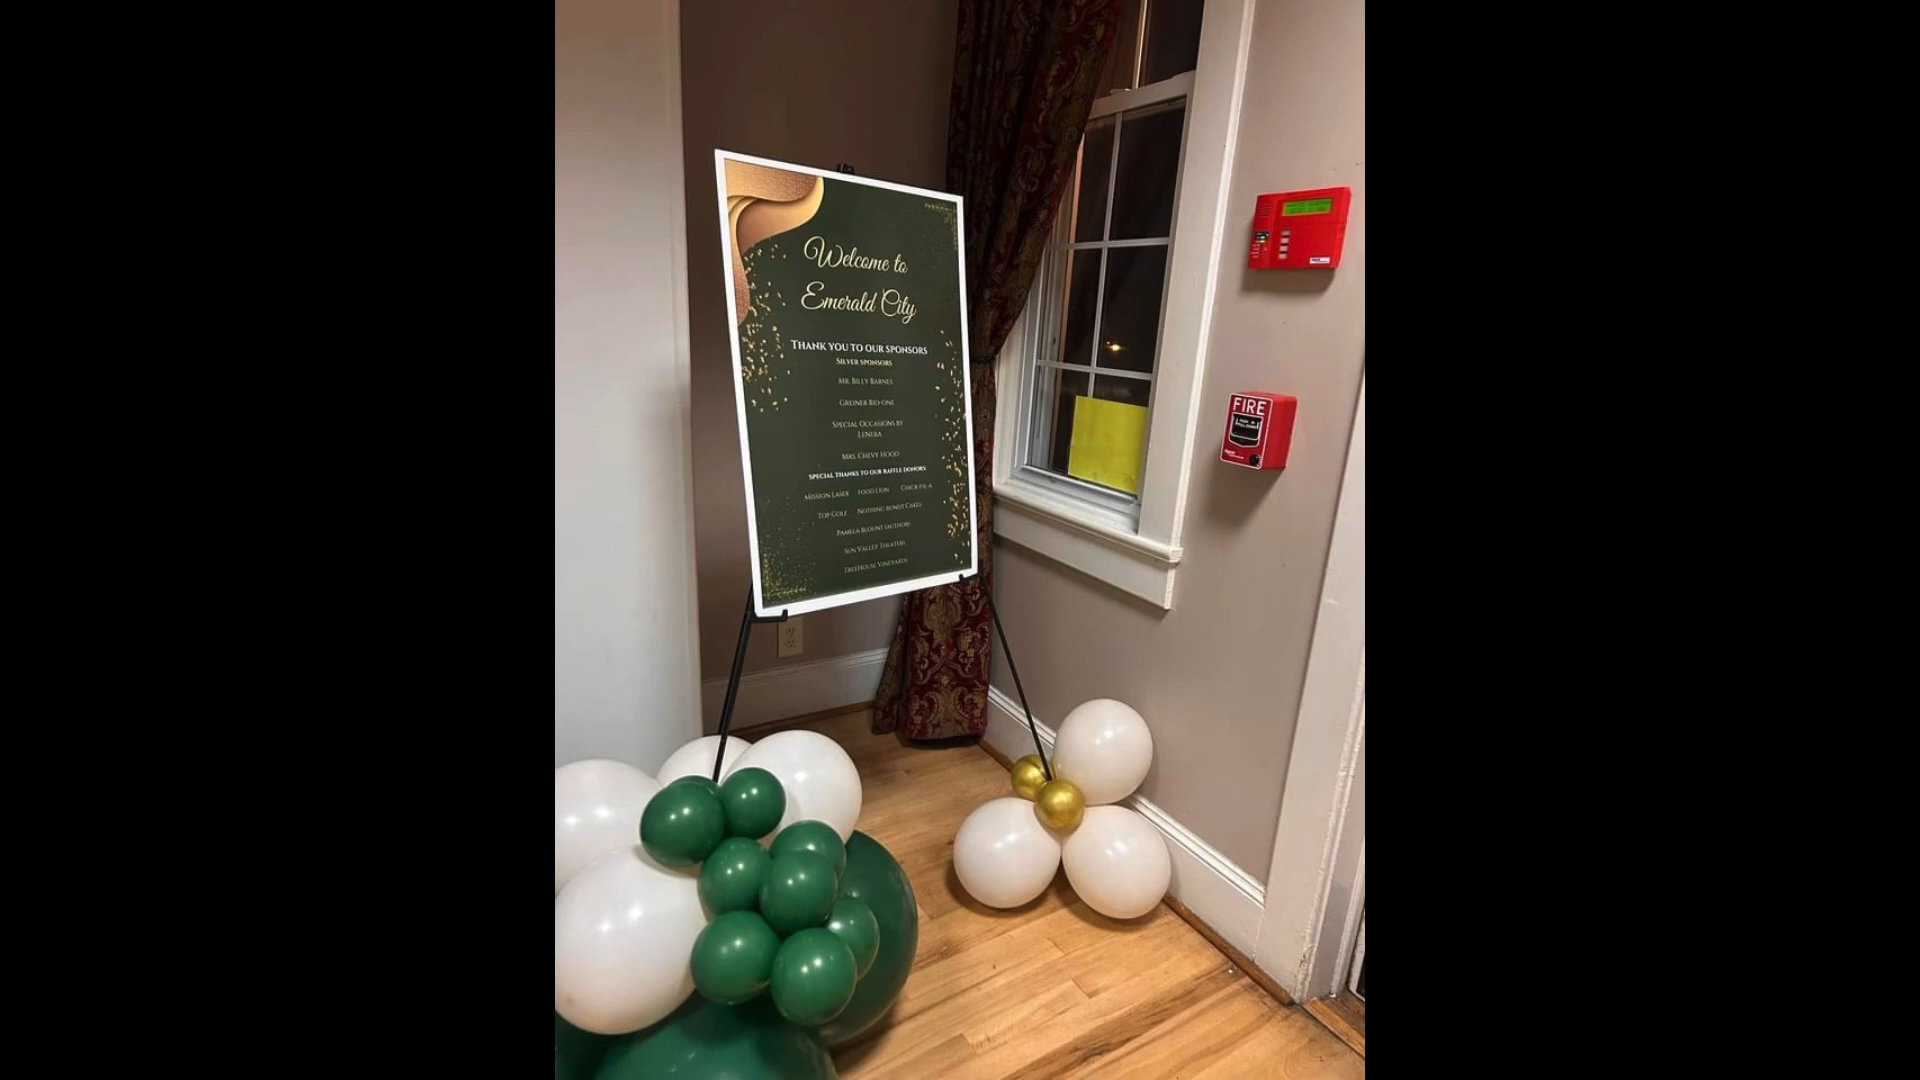 Welcome to
Emerald City
THANK YOU TO OUR SPONSORS
SILVER SPONSORS
MR. BILLY BARNES
GREINER BIO-ONE
SPECIAL OCCASIONS BY
LENERA
MRS. CHEVY HOOD
SPECIAL THANKS TO OUR RAFFLE DONORS:
MISSION LASER FOOD LION CHICK-FIL-A
TOP GOLF NOTHING BUNDT CAKES
PAMELA BLOUNT (AUTHOR)
SUN VALLEY THEATERS
TREEHOUSE VINEYARDS
FIRE